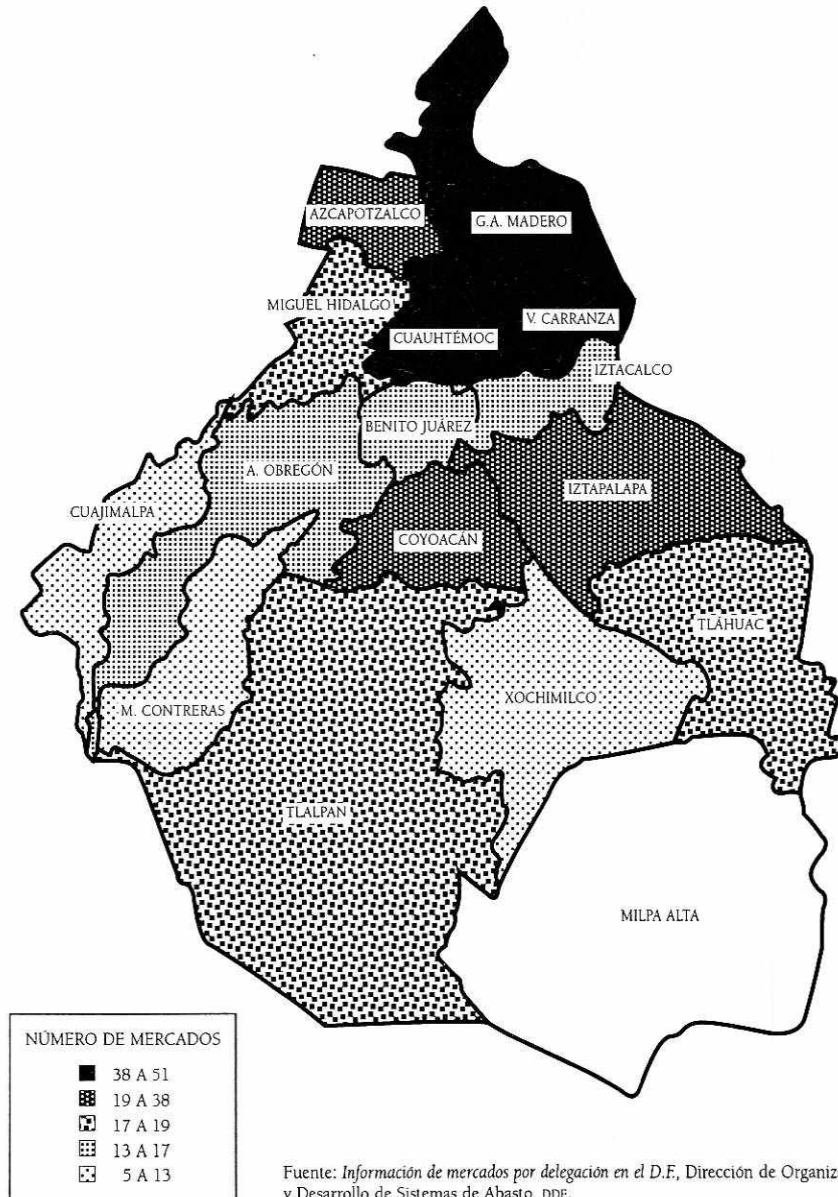 AZCAPOTZALCO
G.A. MADERO
MIGUEL HIDALGO
V. CARRANZA
CUAUHTÉMOC
IZTACALCO
BENITO JUÁREZ
A. OBREGÓN
IZTAPALAPA
CUAJIMALPA
COYOACÁN
TLÁHUAC
XOCHIMILCO
M. CONTRERAS
TLALPAN
MILPA ALTA
NÚMERO DE MERCADOS
38 A 51
19 A 38
17 A 19
13 A 17
5 A 13
Fuente: Información de mercados por delegación en el D.F., Dirección de Organiz
y Desarrollo de Sistemas de Abasto, DDF.